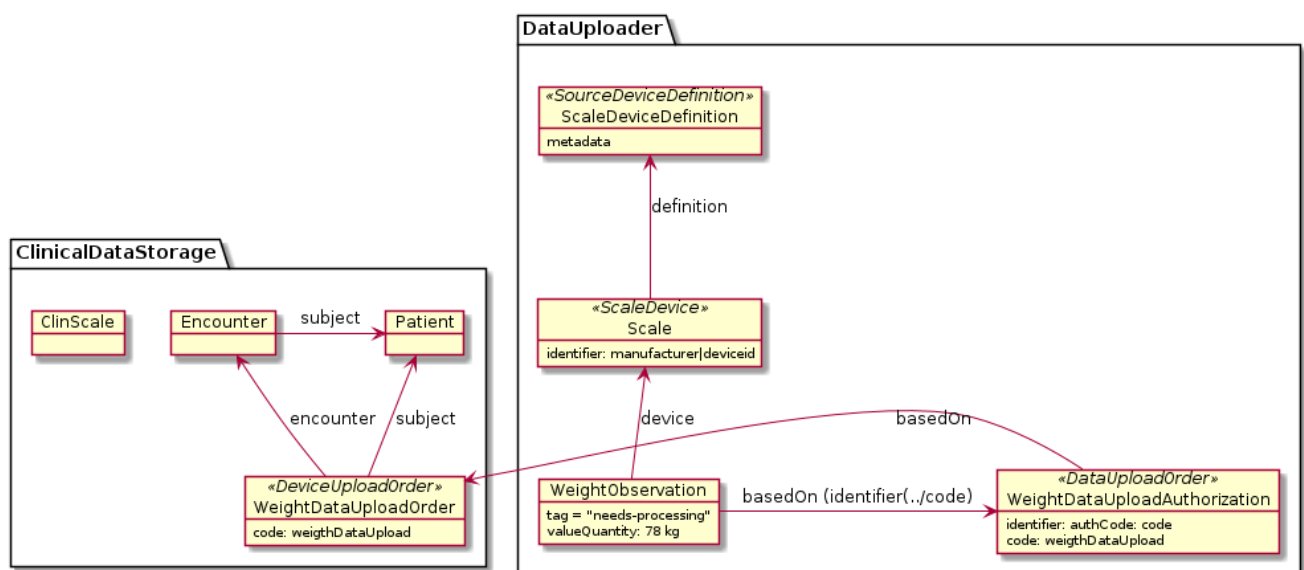 DataUploader
«SourceDeviceDefinition»
ScaleDeviceDefinition
metadata
definition
ClinicalDataStorage
ClinScale
Encounter
subject
Patient
«ScaleDevice»
Scale
identifier: manufacturer|deviceid
encounter
subject
device
basedOn
«DeviceUploadOrder»
WeightDataUploadOrder
code: weigthDataUpload
WeightObservation
tag = "needs-processing"
valueQuantity: 78 kg
basedOn (identifier(../code)
«DataUploadOrder»
WeightDataUploadAuthorization
identifier: authCode: code
code: weigthDataUpload